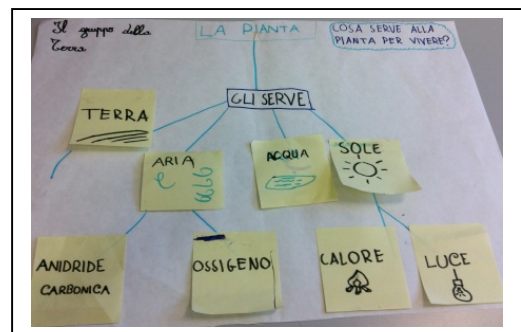 Il gruppo della
Terra
LA PIANTA
COSA SERVE ALLA
PIANTA PER VIVERE?
GLI SERVE
TERRA
ARIA
ACQUA
SOLE
ANIDRIDE
CARBONICA
OSSIGENO
CALORE
LUCE